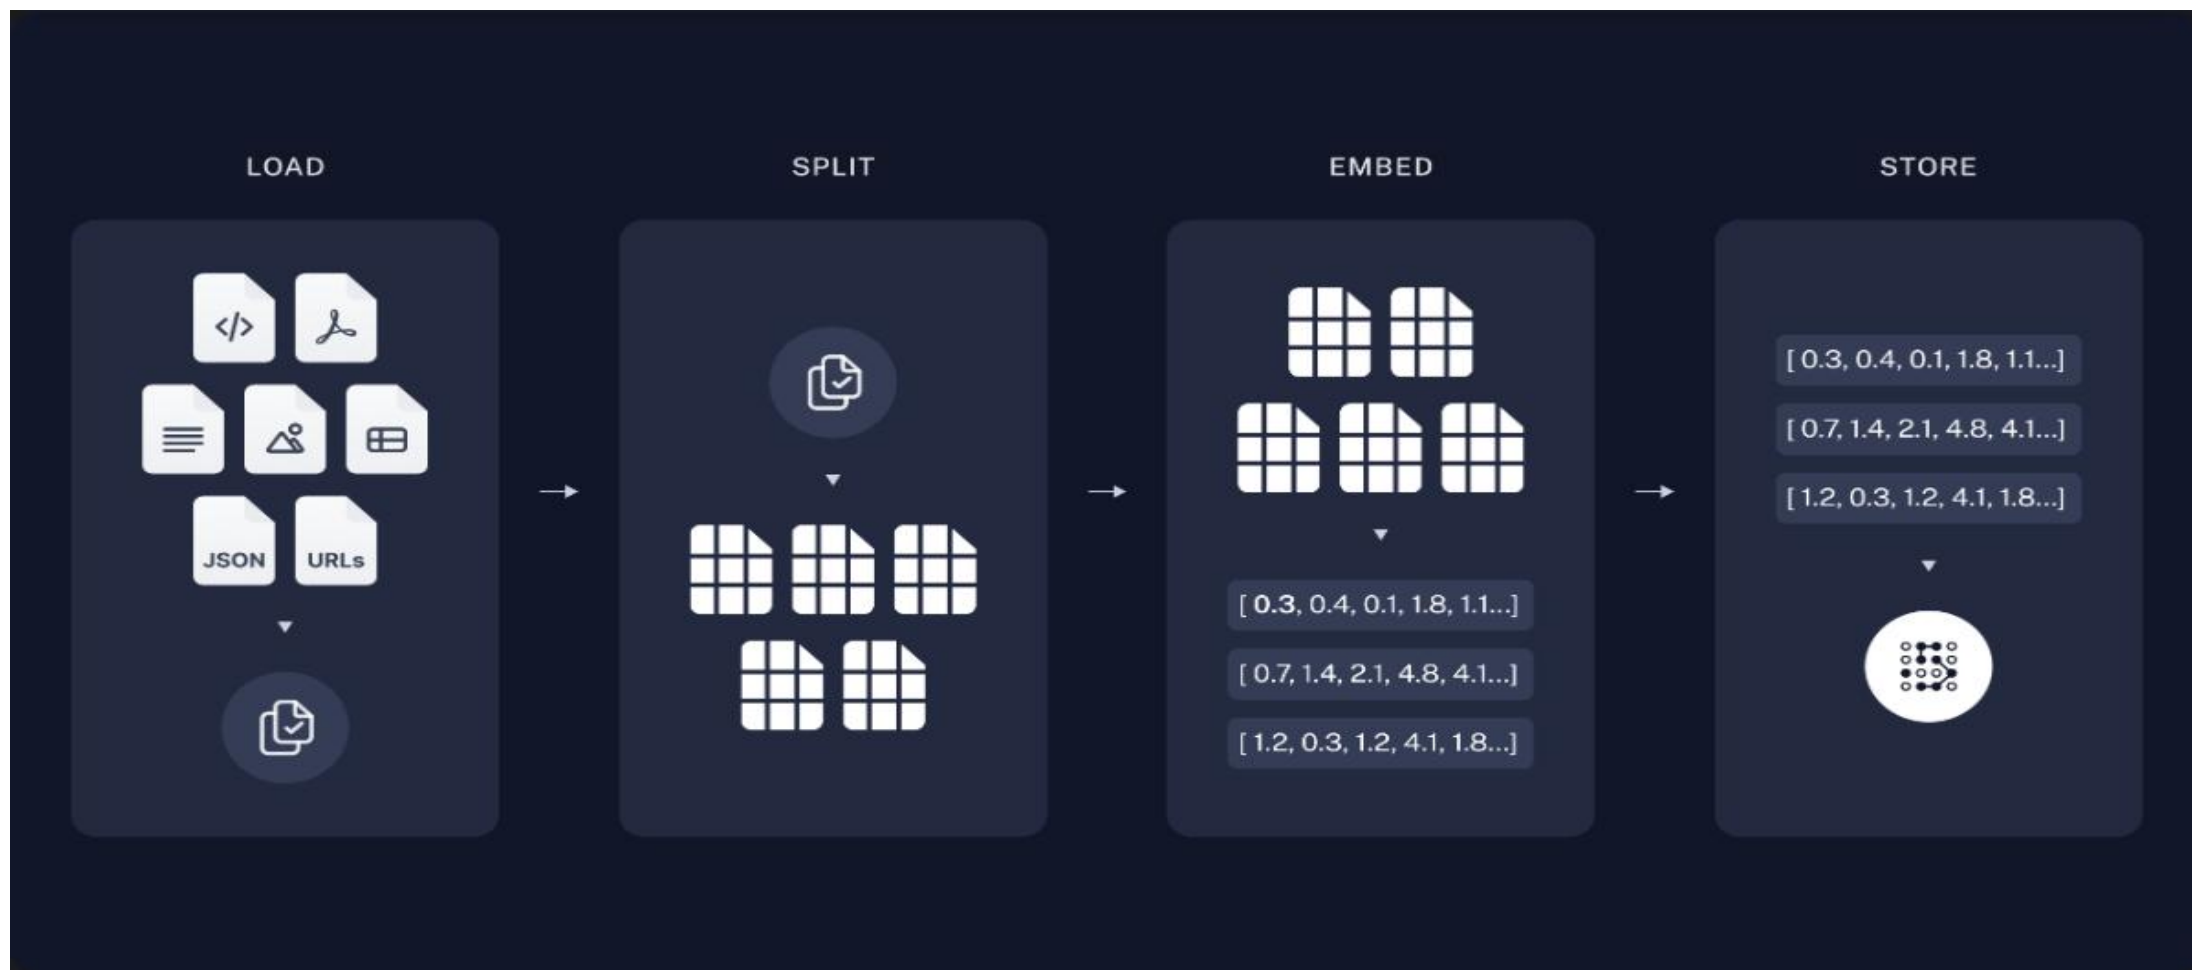 LOAD
SPLIT
EMBED
STORE
</>
JSON
URLs
[ 0.3, 0.4, 0.1, 1.8, 1.1...]
[ 0.7, 1.4, 2.1, 4.8, 4.1...]
[ 1.2, 0.3, 1.2, 4.1, 1.8...]
[ 0.3, 0.4, 0.1, 1.8, 1.1...]
[ 0.7, 1.4, 2.1, 4.8, 4.1...]
[ 1.2, 0.3, 1.2, 4.1, 1.8...]